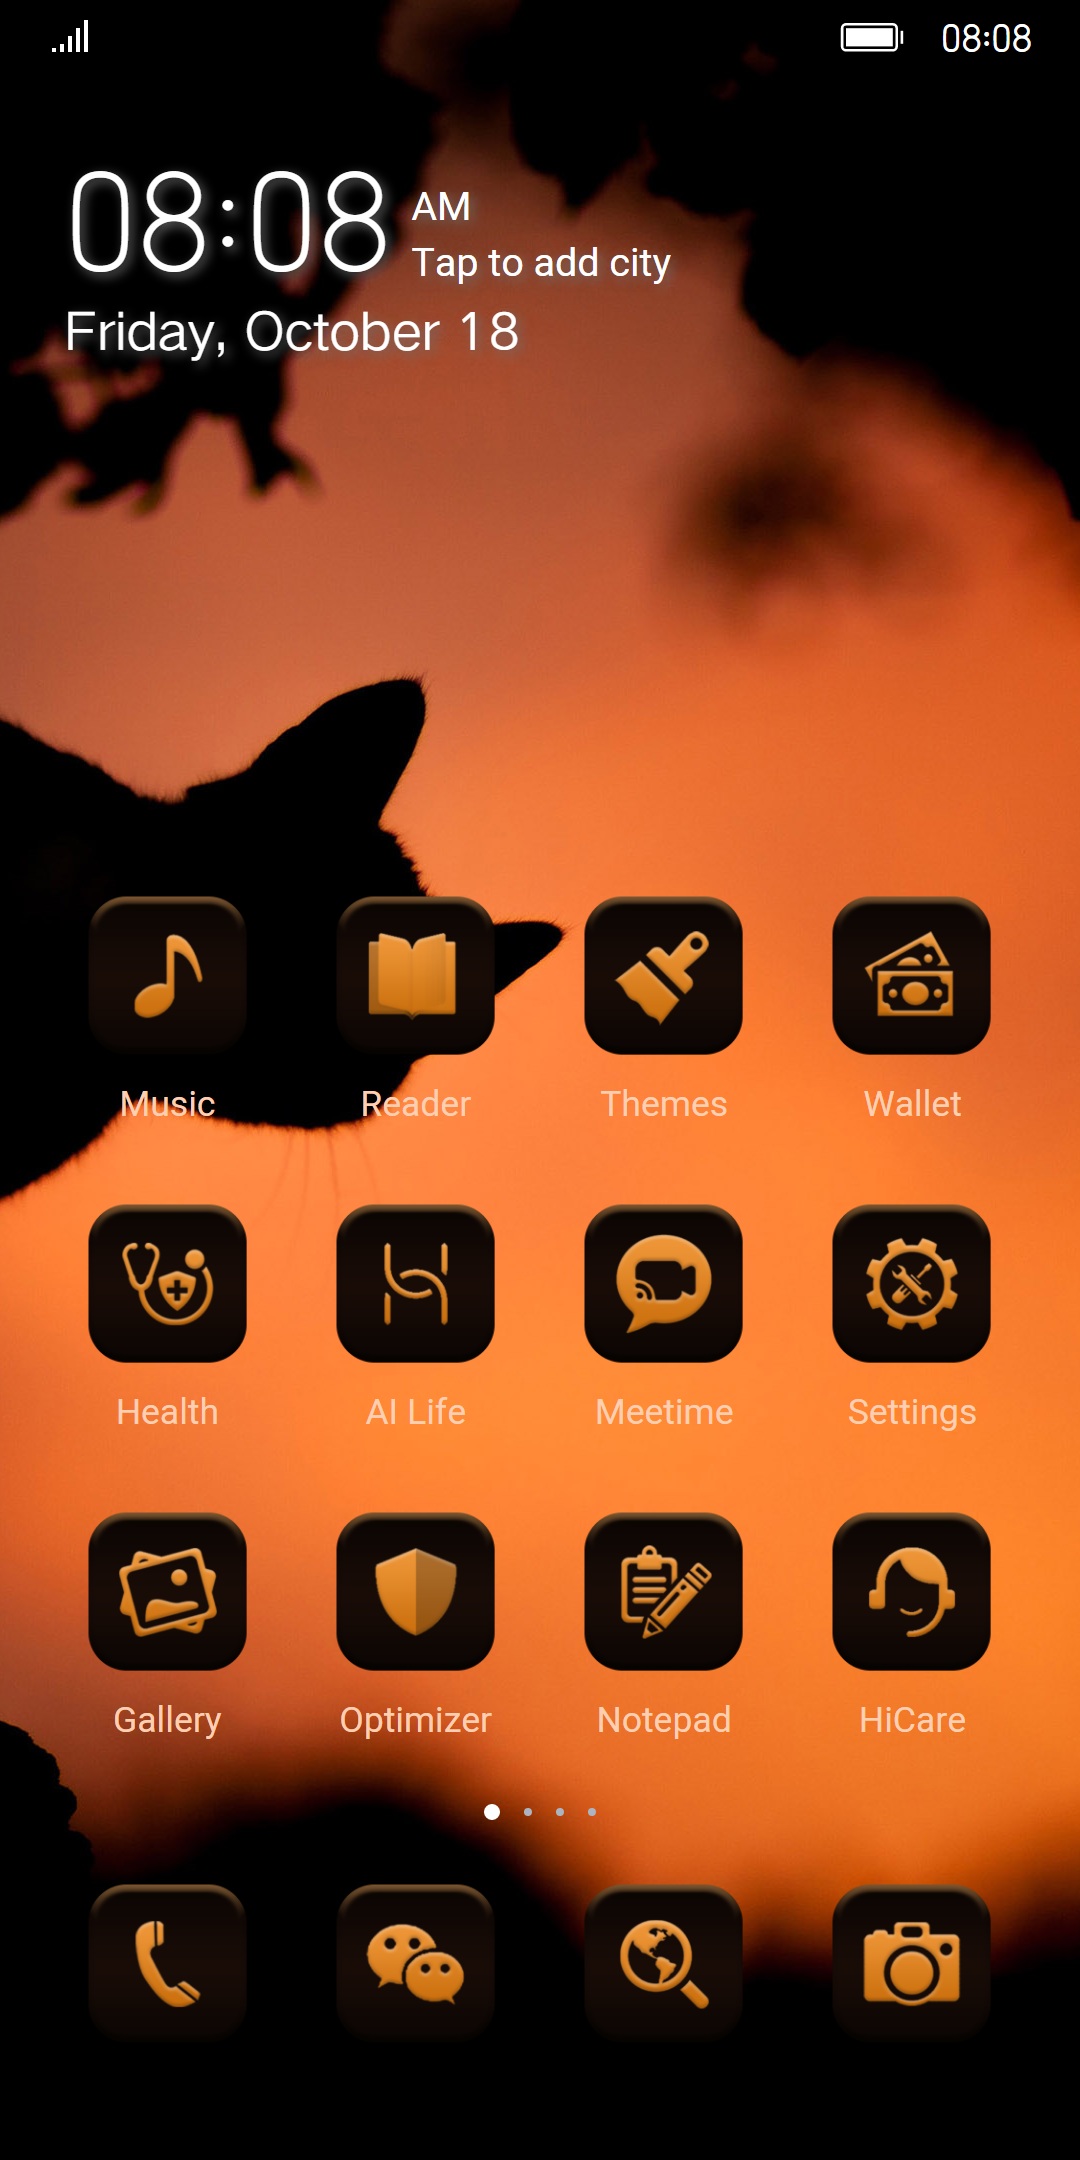 08:08
08:08 AM
Tap to add city
Friday, October 18
Music Reader Themes Wallet
Health AI Life Meetime Settings
Gallery Optimizer Notepad HiCare